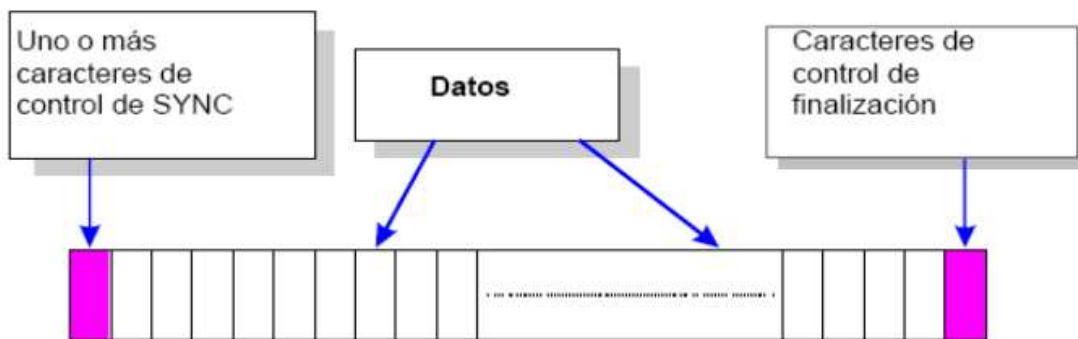 Uno o más
caracteres de
control de SYNC
Datos
Caracteres de
control de
finalización